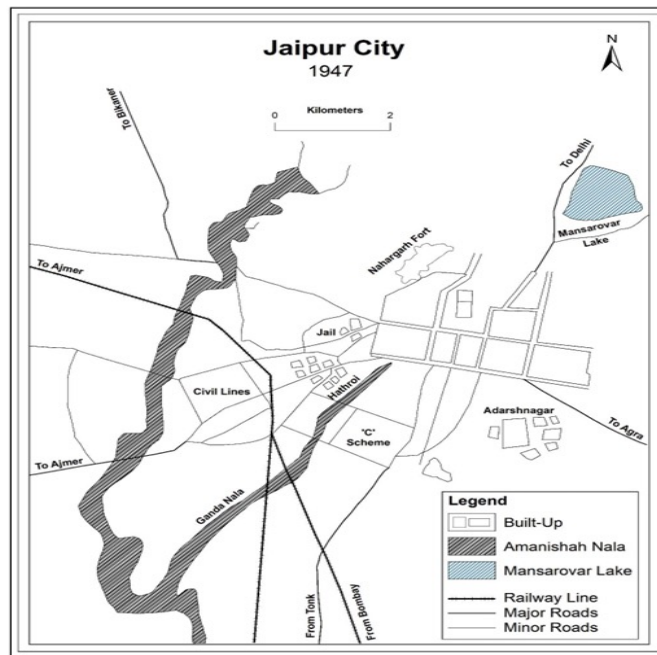 Jaipur City
1947
N
Kilometers
0 2
To Bikaner
To Delhi
Mansarovar
Lake
Nahargarh Fort
To Ajmer
Jail
Civil Lines
Hathroi
'C'
Scheme
Adarshnagar
To Agra
To Ajmer
Ganda Nala
From Tonk
From Bombay
Legend
Built-Up
Amanishah Nala
Mansarovar Lake
Railway Line
Major Roads
Minor Roads